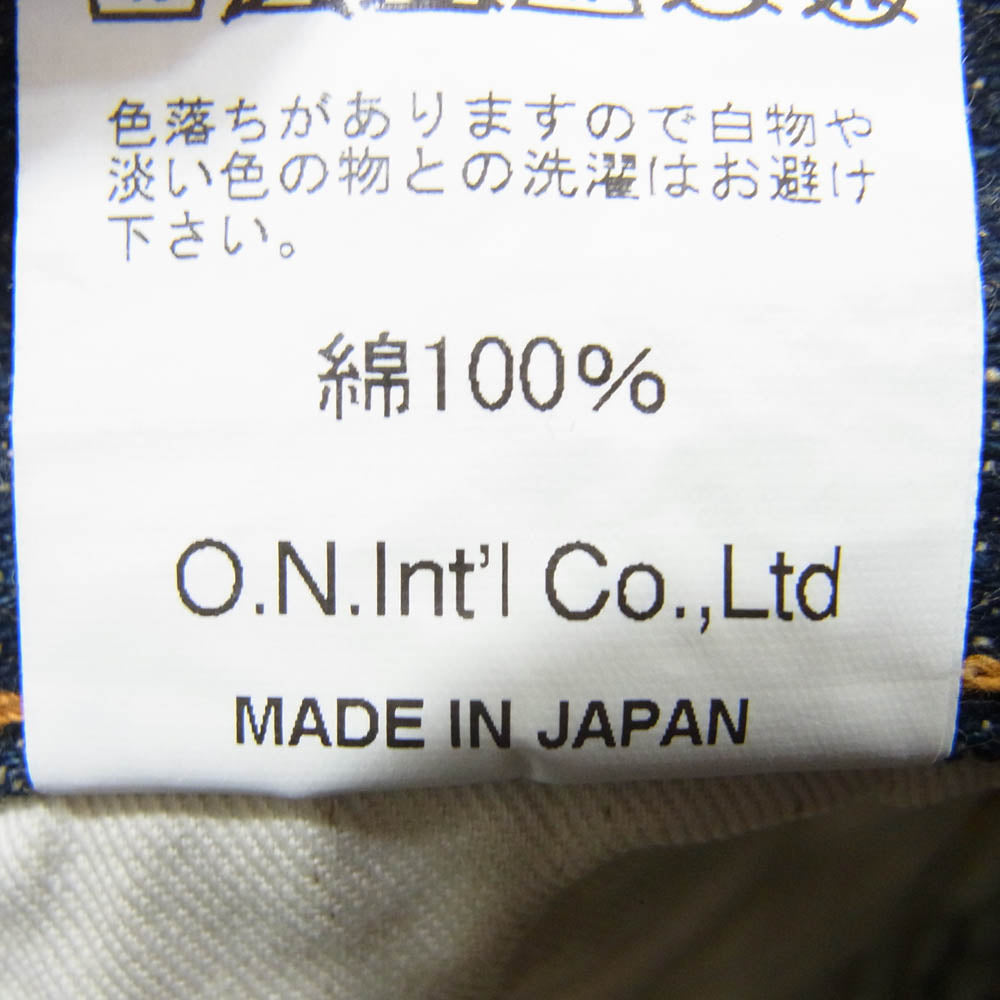 色落ちがありますので白物や
淡い色の物との洗濯はお避け
下さい。
綿100%
O.N.Int'l Co.,Ltd
MADE IN JAPAN